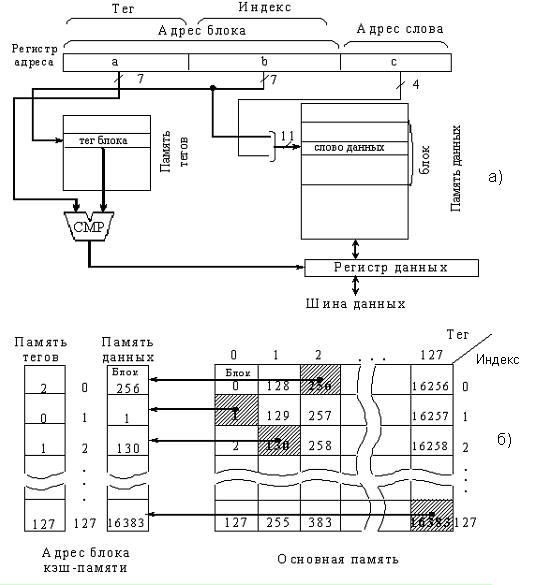 Тег Индекс
Адрес блока Адрес слова
Регистр адреса a b c
7 7 4
тег блока
Память тегов
11
слово данных
блок
Память данных
а)
CMP
Регистр данных
Шина данных
Тег
Индекс
Память тегов Память данных
0 1 2 . . . 127
Блок Блок
2 0 256 0 128 256 16256 0
0 1 1 1 129 257 16257 1
1 2 130 2 130 258 16258 2
б)
127 127 16383 127 255 383 16383 127
Адрес блока кэш-памяти
Основная память